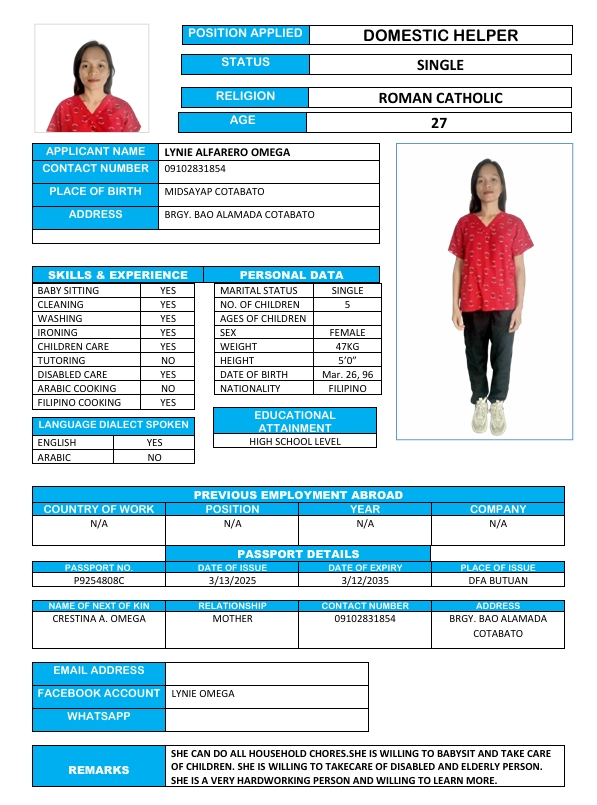 POSITION APPLIED DOMESTIC HELPER
STATUS SINGLE
RELIGION ROMAN CATHOLIC
AGE 27
APPLICANT NAME LYNIE ALFARERO OMEGA
CONTACT NUMBER 09102831854
PLACE OF BIRTH MIDSAYAP COTABATO
ADDRESS BRGY. BAO ALAMADA COTABATO
SKILLS & EXPERIENCE PERSONAL DATA
BABY SITTING YES MARITAL STATUS SINGLE
CLEANING YES NO. OF CHILDREN 5
WASHING YES AGES OF CHILDREN
IRONING YES SEX FEMALE
CHILDREN CARE YES WEIGHT 47KG
TUTORING NO HEIGHT 5’0”
DISABLED CARE YES DATE OF BIRTH Mar. 26, 96
ARABIC COOKING NO NATIONALITY FILIPINO
FILIPINO COOKING YES
LANGUAGE DIALECT SPOKEN
ENGLISH YES
ARABIC NO
EDUCATIONAL
ATTAINMENT
HIGH SCHOOL LEVEL
PREVIOUS EMPLOYMENT ABROAD
COUNTRY OF WORK POSITION YEAR COMPANY
N/A N/A N/A N/A
PASSPORT DETAILS
PASSPORT NO. DATE OF ISSUE DATE OF EXPIRY PLACE OF ISSUE
P9254808C 3/13/2025 3/12/2035 DFA BUTUAN
NAME OF NEXT OF KIN RELATIONSHIP CONTACT NUMBER ADDRESS
CRESTINA A. OMEGA MOTHER 09102831854 BRGY. BAO ALAMADA
COTABATO
EMAIL ADDRESS
FACEBOOK ACCOUNT LYNIE OMEGA
WHATSAPP
REMARKS
SHE CAN DO ALL HOUSEHOLD CHORES.SHE IS WILLING TO BABYSIT AND TAKE CARE
OF CHILDREN. SHE IS WILLING TO TAKECARE OF DISABLED AND ELDERLY PERSON.
SHE IS A VERY HARDWORKING PERSON AND WILLING TO LEARN MORE.